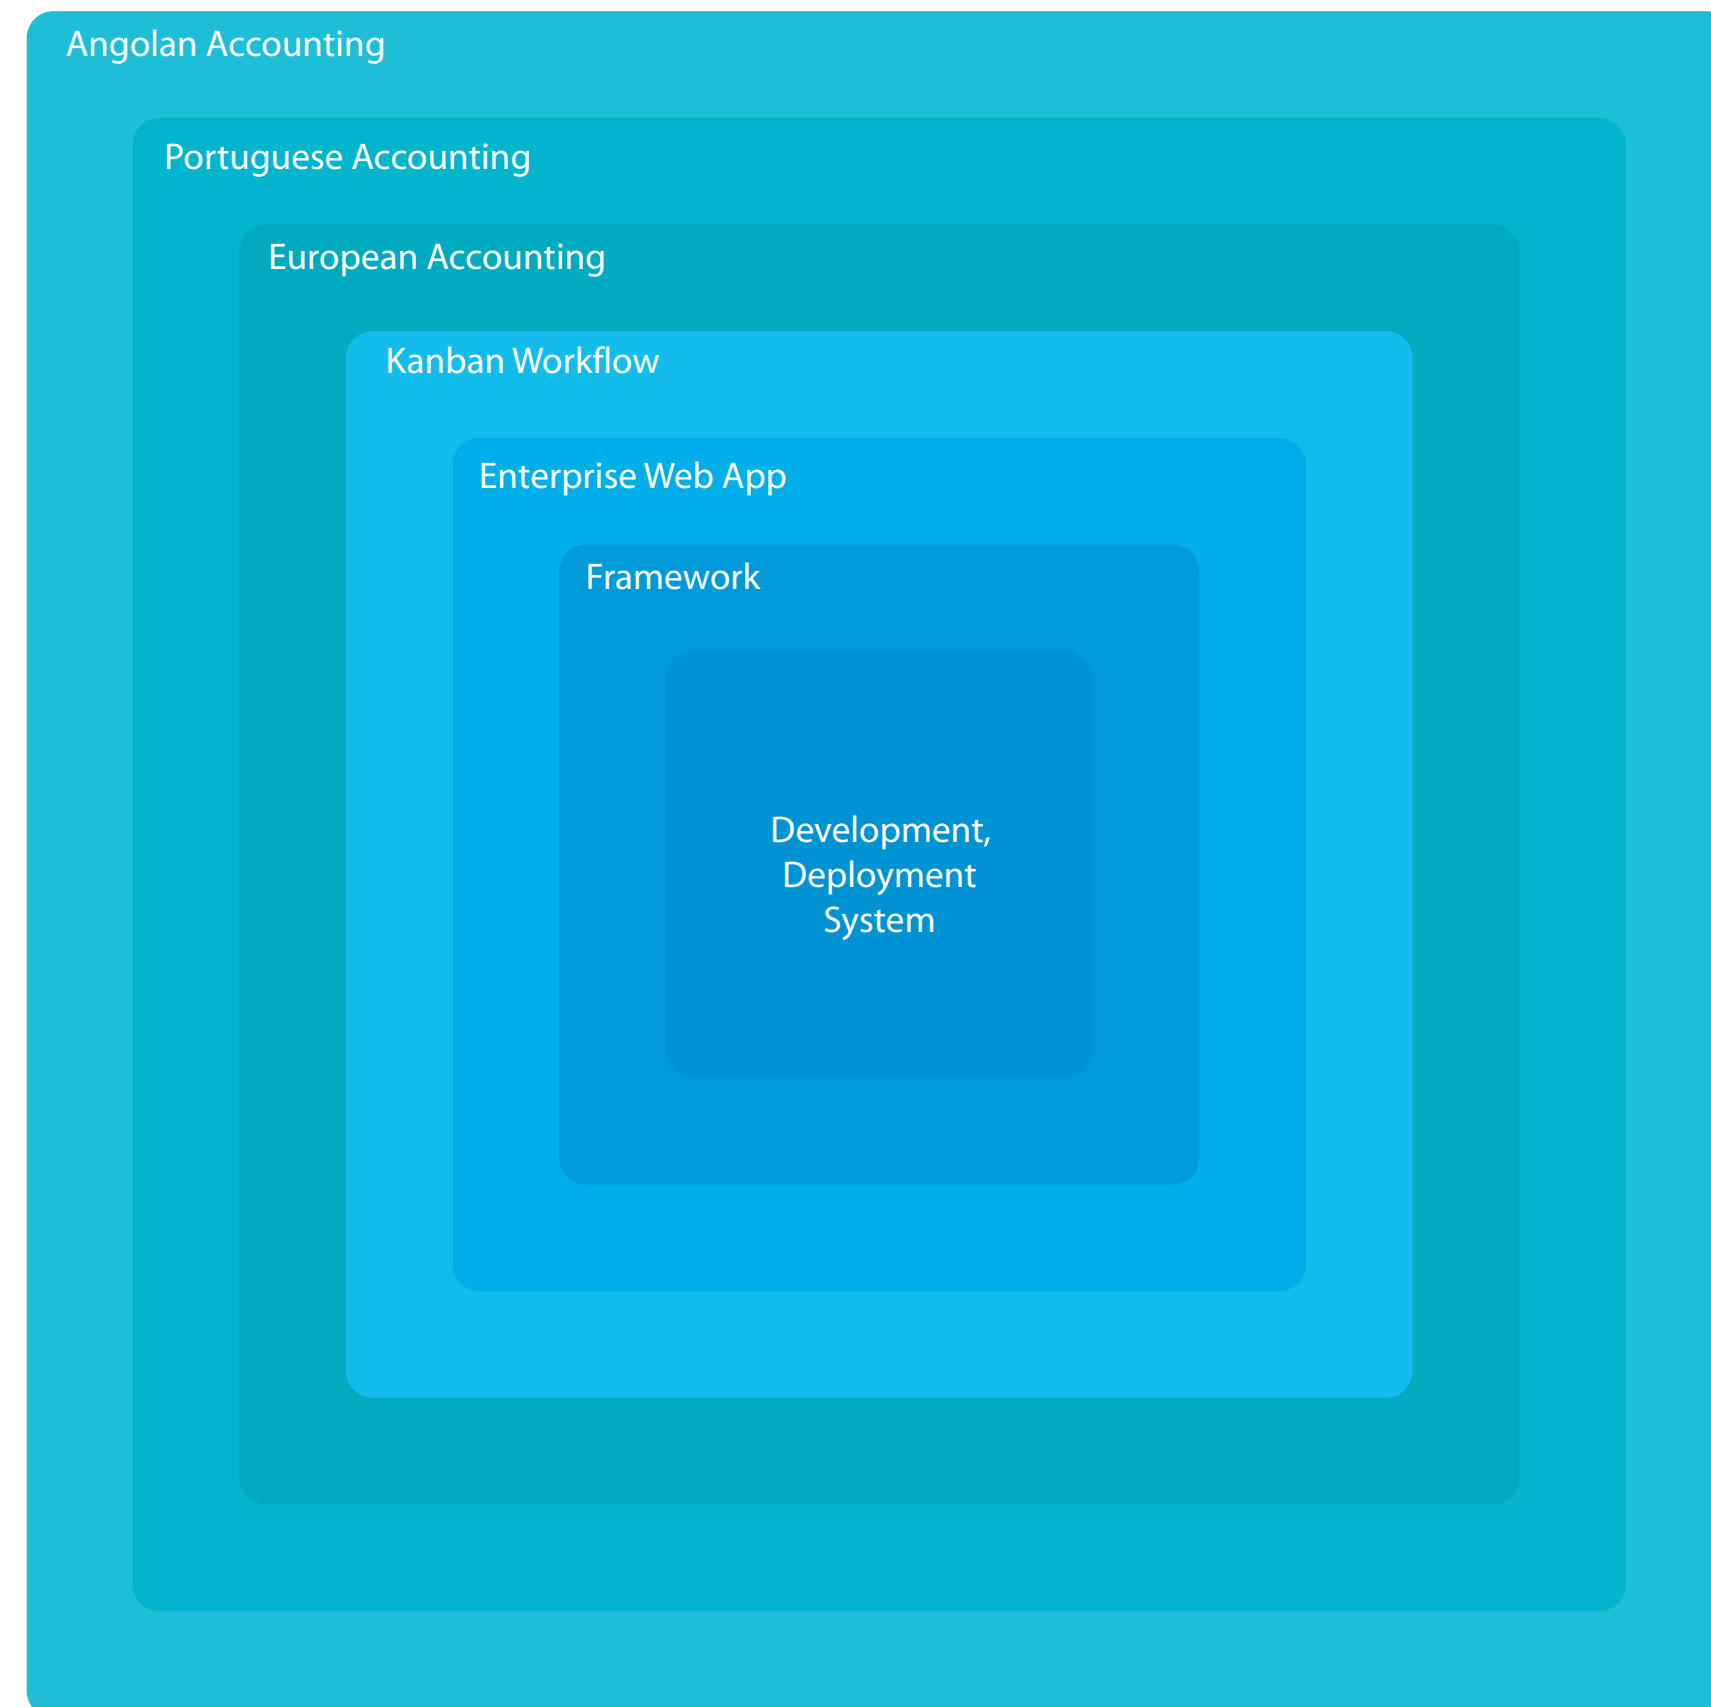 Angolan Accounting
Portuguese Accounting
European Accounting
Kanban Workflow
Enterprise Web App
Framework
Development,
Deployment
System